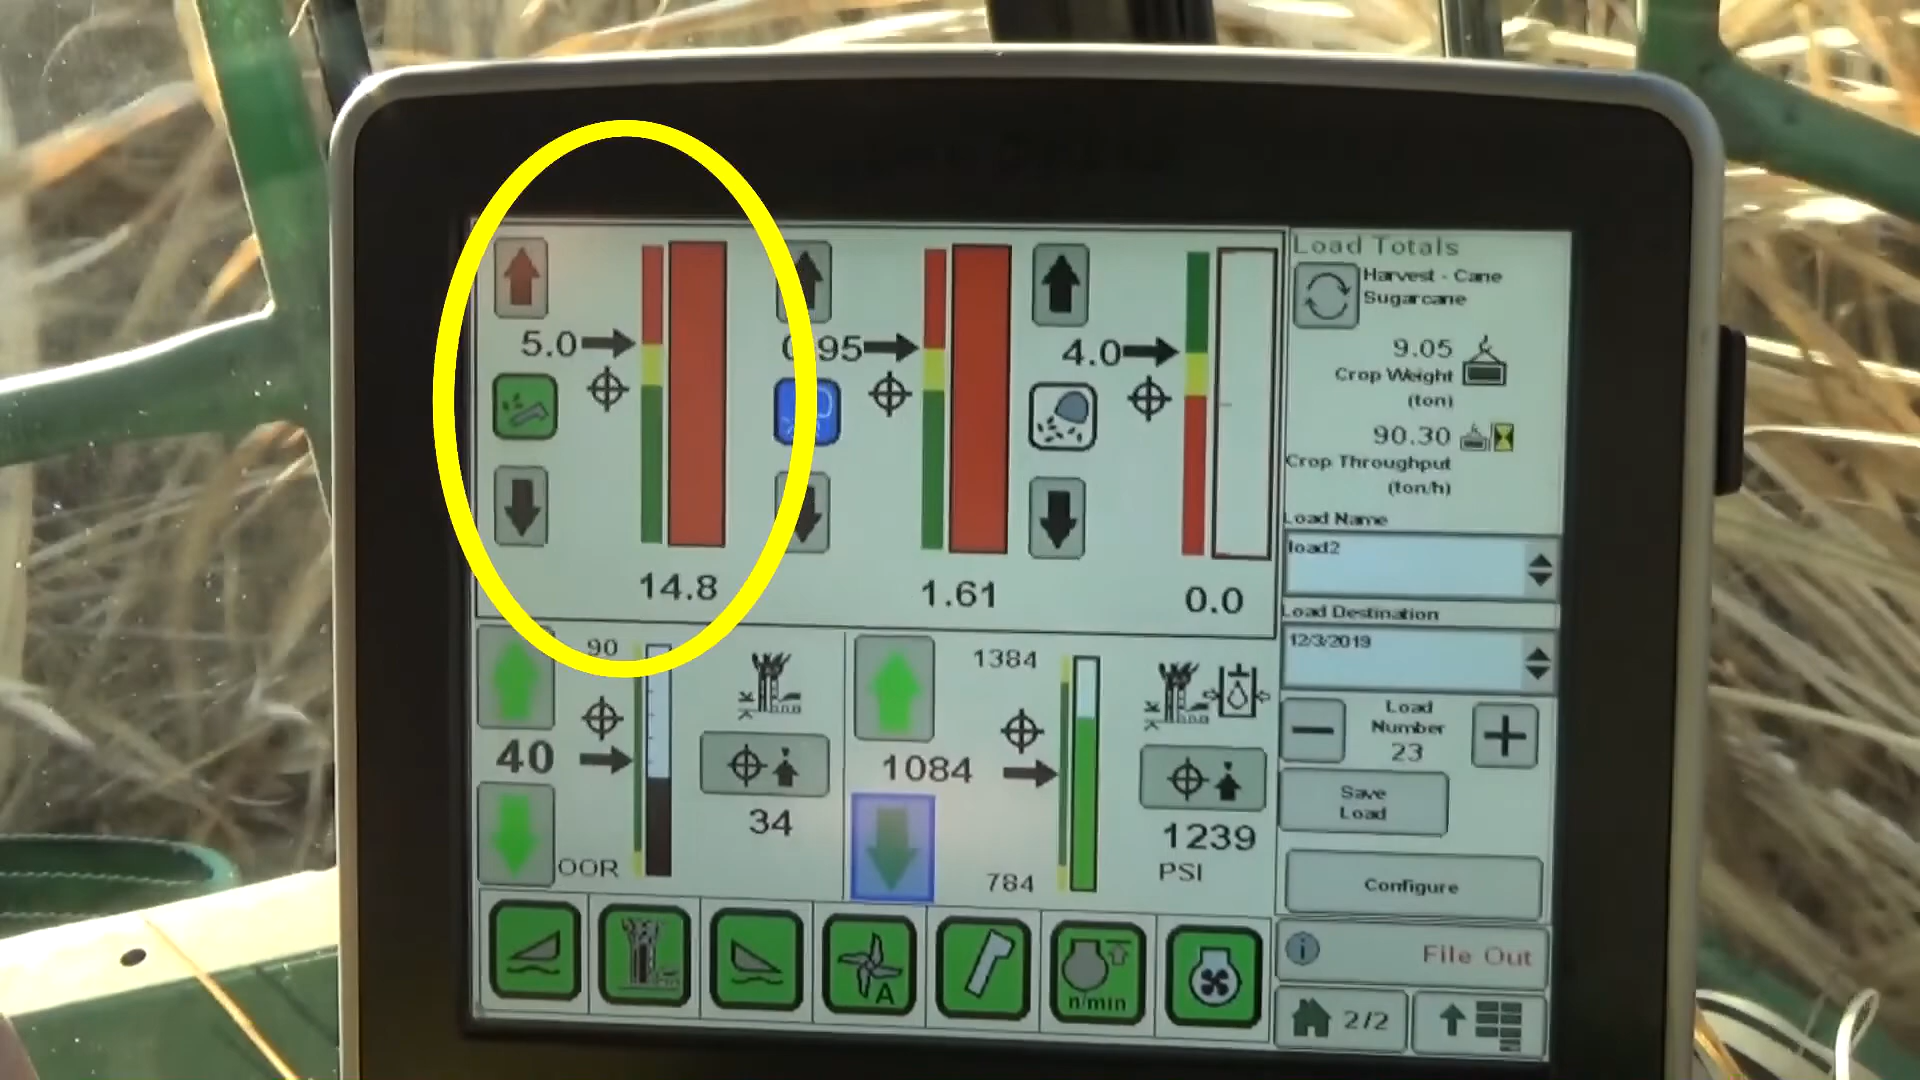 5.0
14.8
0.95
1.61
4.0
0.0
90
40
OOR
34
1384
1084
784
1239
PSI
A
n/min
Load Totals
Harvest - Cane
Sugarcane
9.05
Crop Weight
(ton)
90.30
Crop Throughput
(ton/h)
Load Name
load2
Load Destination
12/3/2019
Load
Number
23
Save
Load
Configure
File Out
2/2